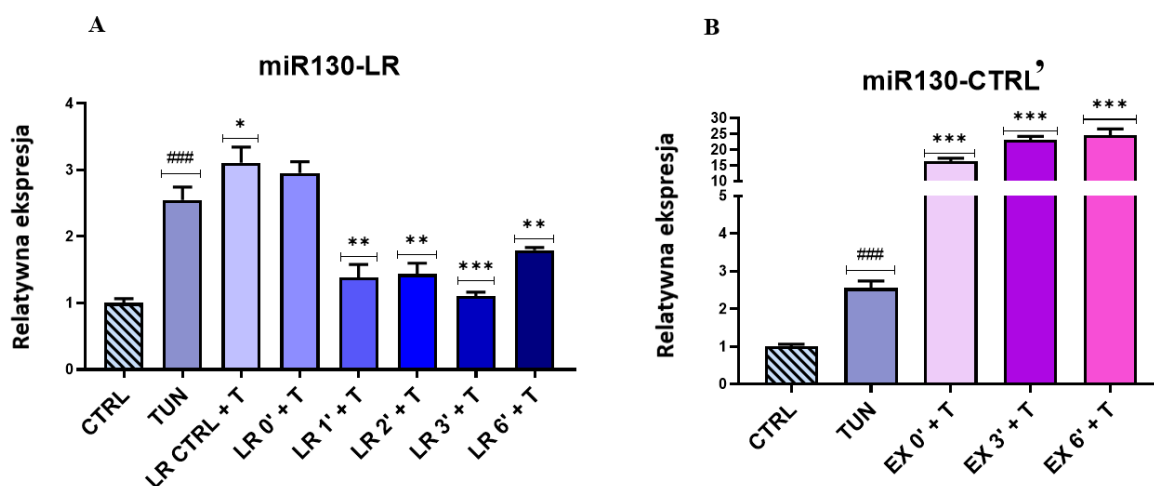 A
miR130-LR
Relatywna ekspresja
4
3
2
1
0
###
*
**
**
***
**
CTRL
TUN
LR CTRL + T
LR 0' + T
LR 1' + T
LR 2' + T
LR 3' + T
LR 6' + T
B
miR130-CTRL’
Relatywna ekspresja
30
25
20
15
10
5
4
3
2
1
0
###
***
***
***
CTRL
TUN
EX 0' + T
EX 3' + T
EX 6' + T